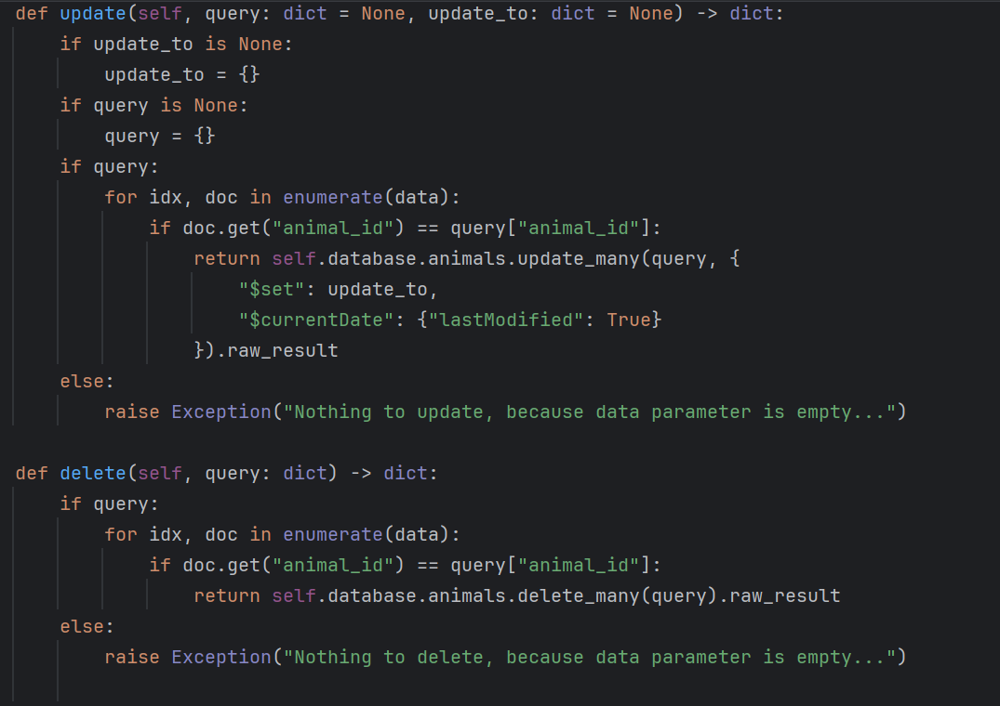 def update(self, query: dict = None, update_to: dict = None) -> dict:
    if update_to is None:
        update_to = {}
    if query is None:
        query = {}
    if query:
        for idx, doc in enumerate(data):
            if doc.get("animal_id") == query["animal_id"]:
                return self.database.animals.update_many(query, {
                    "$set": update_to,
                    "$currentDate": {"lastModified": True}
                }).raw_result
    else:
        raise Exception("Nothing to update, because data parameter is empty...")

def delete(self, query: dict) -> dict:
    if query:
        for idx, doc in enumerate(data):
            if doc.get("animal_id") == query["animal_id"]:
                return self.database.animals.delete_many(query).raw_result
    else:
        raise Exception("Nothing to delete, because data parameter is empty...")